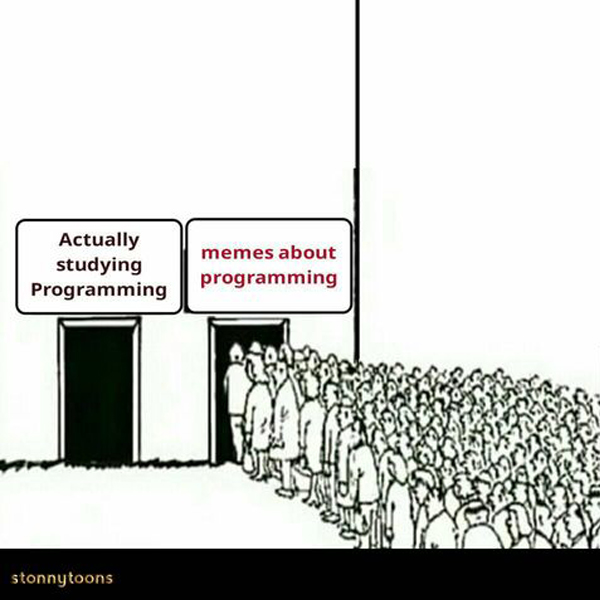 Actually
studying
Programming
memes about
programming
stonnytoons